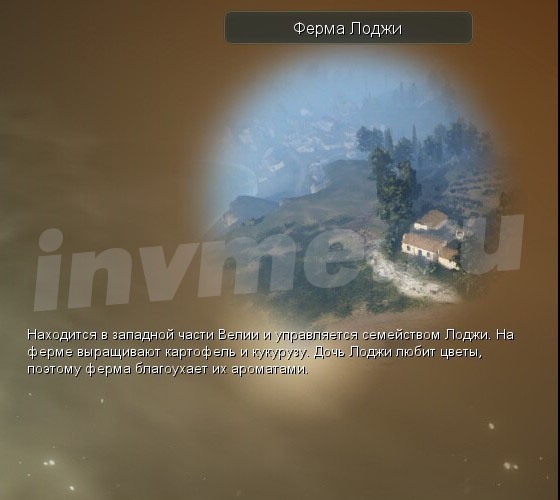 Ферма Лоджи
invme
u
Находится в западной части Велии и управляется семейством Лоджи. На
ферме выращивают картофель и кукурузу. Дочь Лоджи любит цветы,
поэтому ферма благоухает их ароматами.